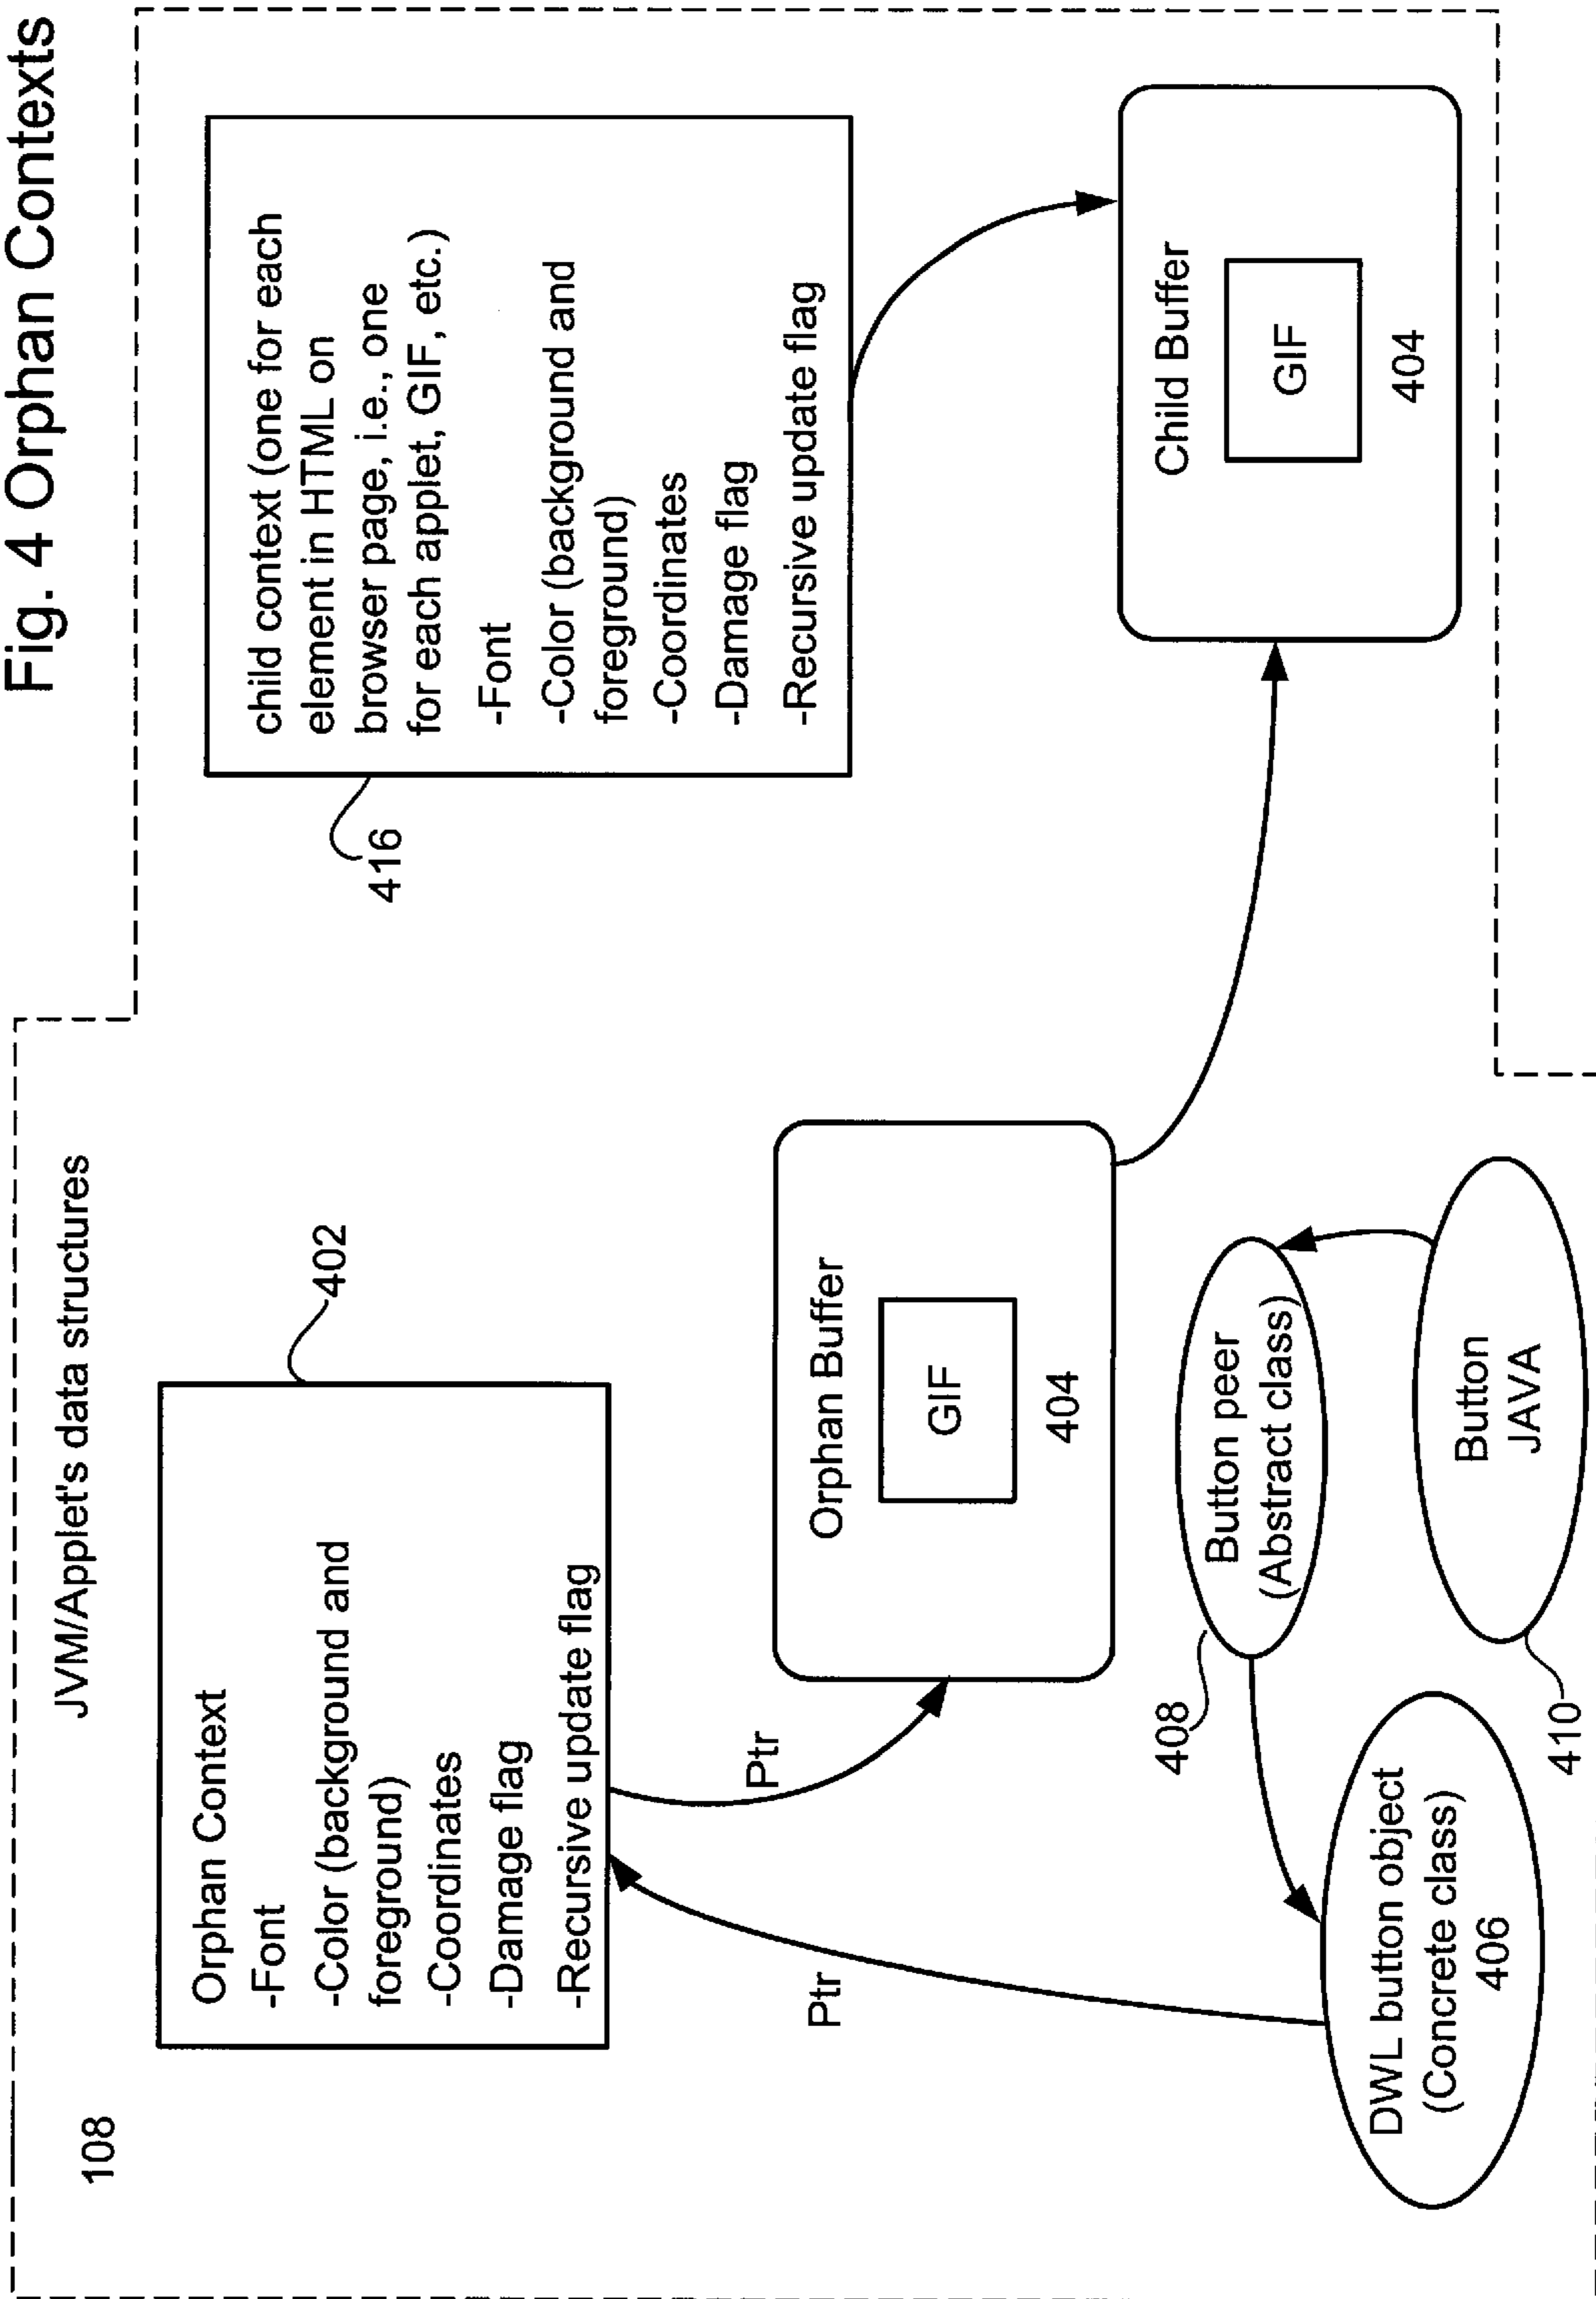 Fig. 4 Orphan Contexts
108
JVM/Applet's data structures
Orphan Context
-Font
-Color (background and
foreground)
-Coordinates
-Damage flag
-Recursive update flag
402
child context (one for each
element in HTML on
browser page, i.e., one
for each applet, GIF, etc.)
-Font
-Color (background and
foreground)
-Coordinates
-Damage flag
-Recursive update flag
416
Ptr
Ptr
Orphan Buffer
GIF
404
Child Buffer
GIF
404
Button peer
(Abstract class)
408
DWL button object
(Concrete class)
406
Button
JAVA
410